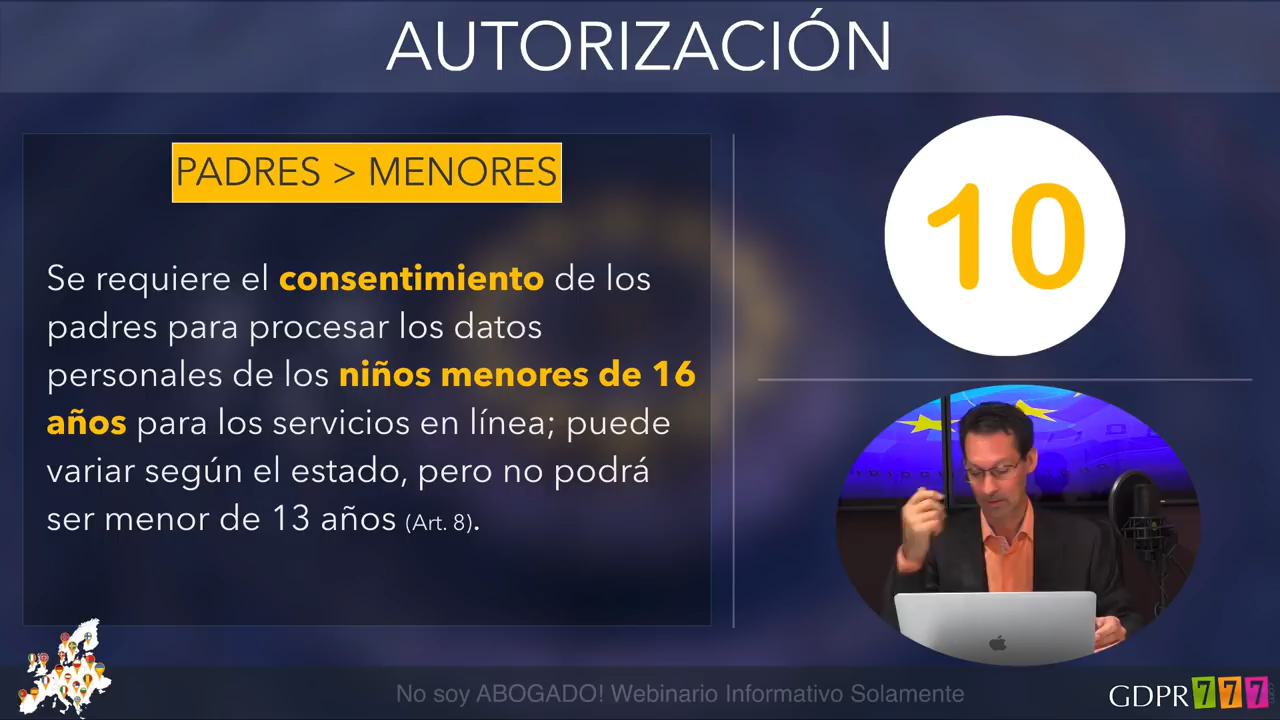 AUTORIZACIÓN
PADRES > MENORES
Se requiere el consentimiento de los
padres para procesar los datos
personales de los niños menores de 16
años para los servicios en línea; puede
variar según el estado, pero no podrá
ser menor de 13 años (Art. 8).
10
No soy ABOGADO! Webinario Informativo Solamente
GDPR777